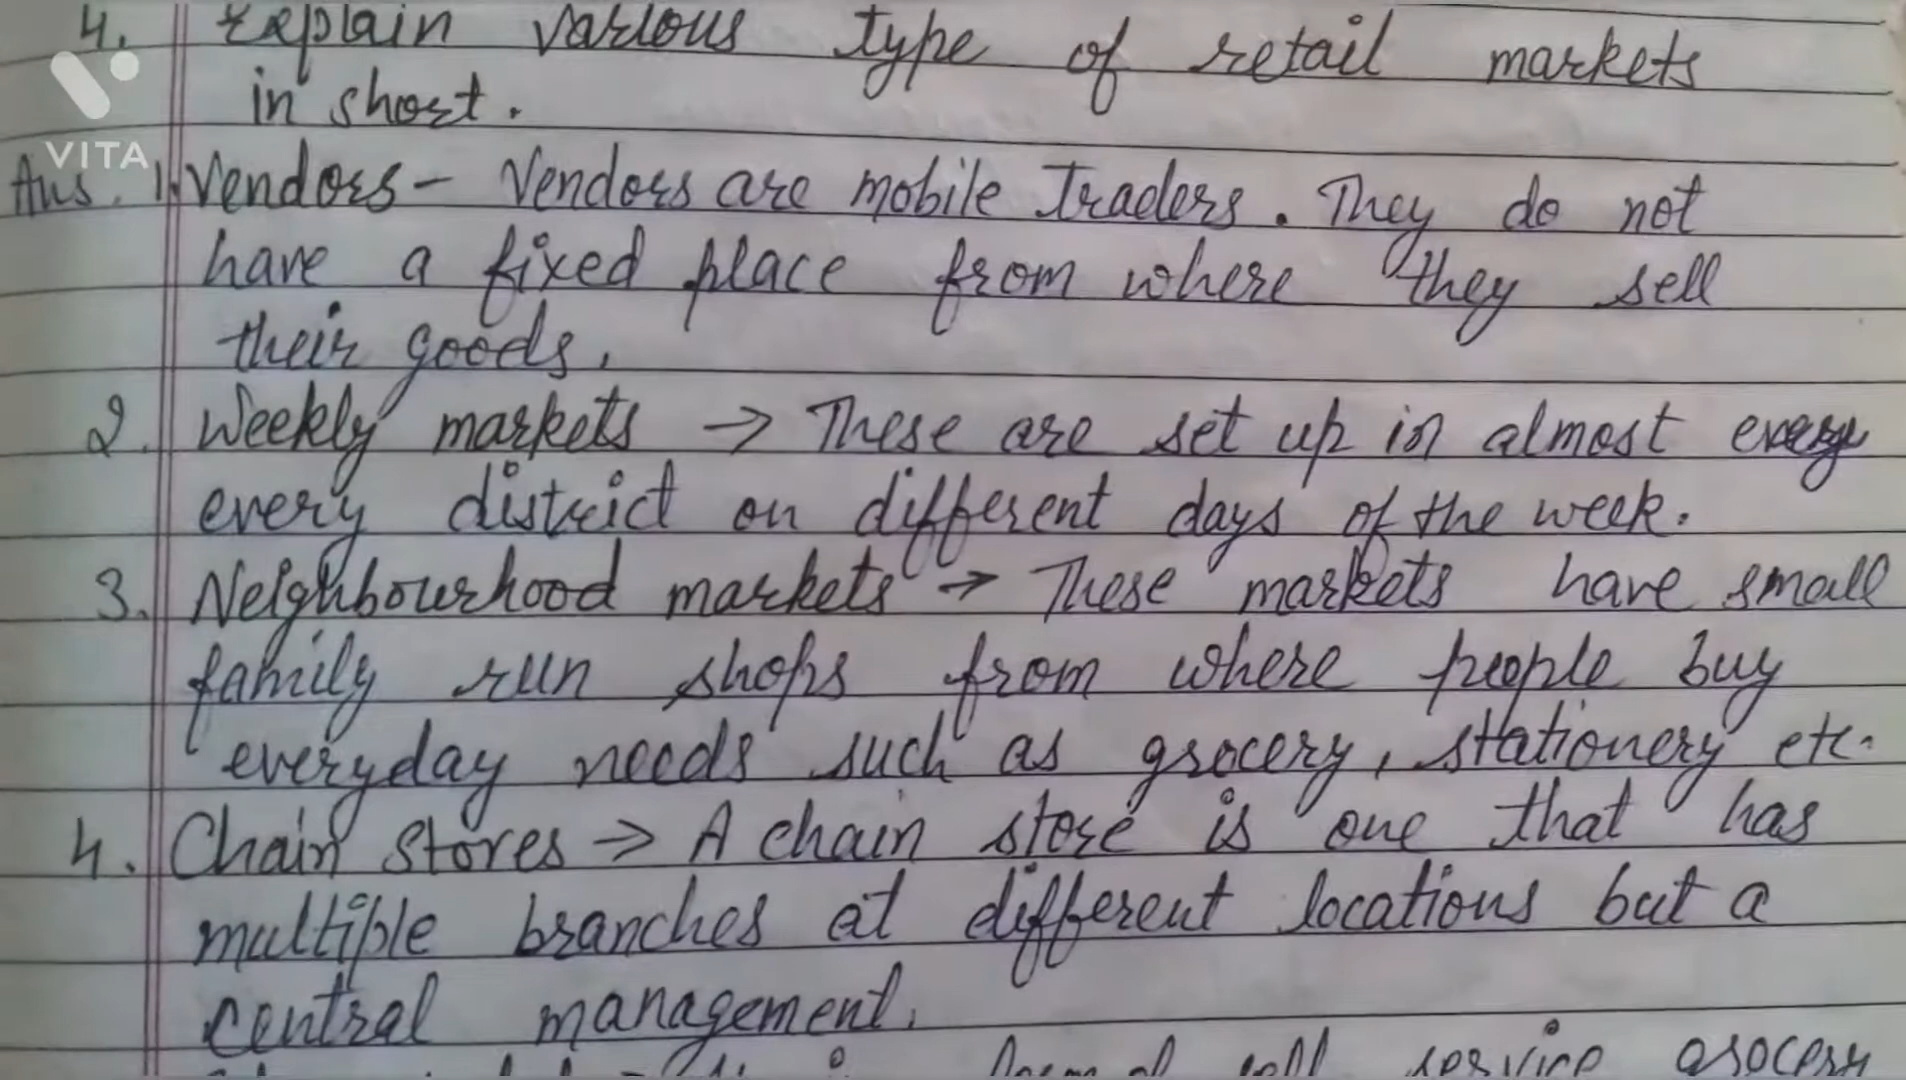 4. Explain various type of retail markets
in short.
VITA
Ans. 1. Vendors - Vendors are mobile traders. They do not
have a fixed place from where they sell
their goods.
2. Weekly markets → These are set up in almost every
every district on different days of the week.
3. Neighbourhood markets → These markets have small
family run shops from where people buy
everyday needs such as grocery, stationery etc.
4. Chain stores → A chain store is one that has
multiple branches at different locations but a
central management.
self service grocery